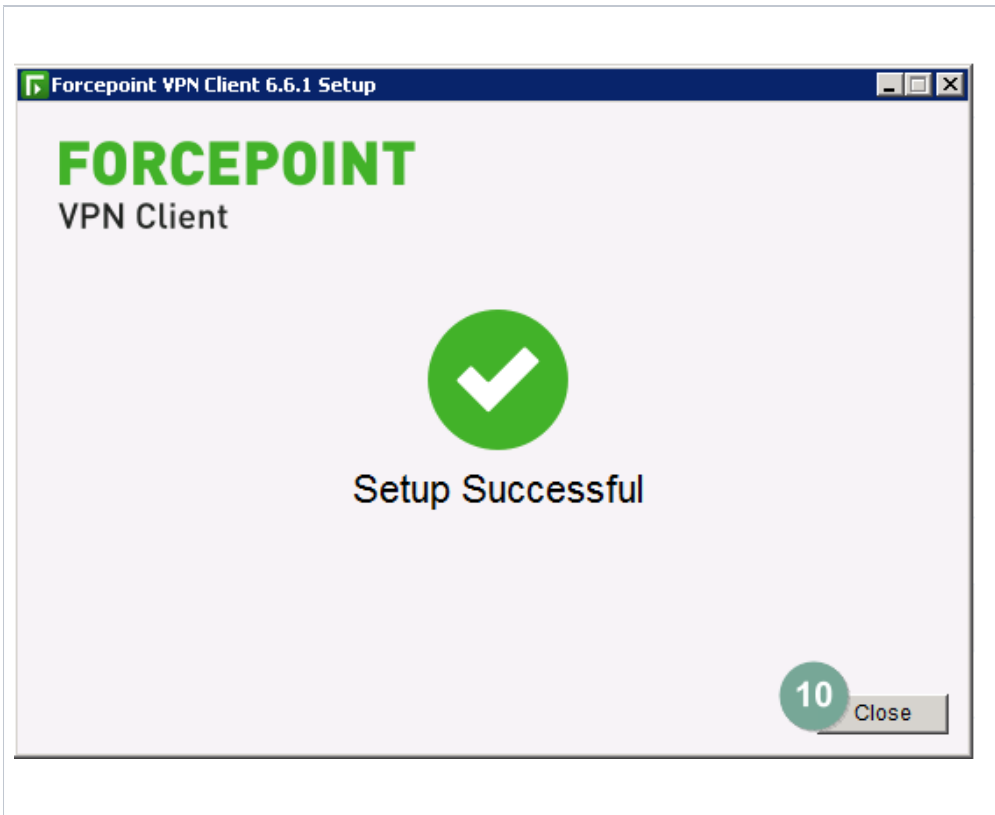 Forcepoint VPN Client 6.6.1 Setup
FORCEPOINT
VPN Client
Setup Successful
10
Close